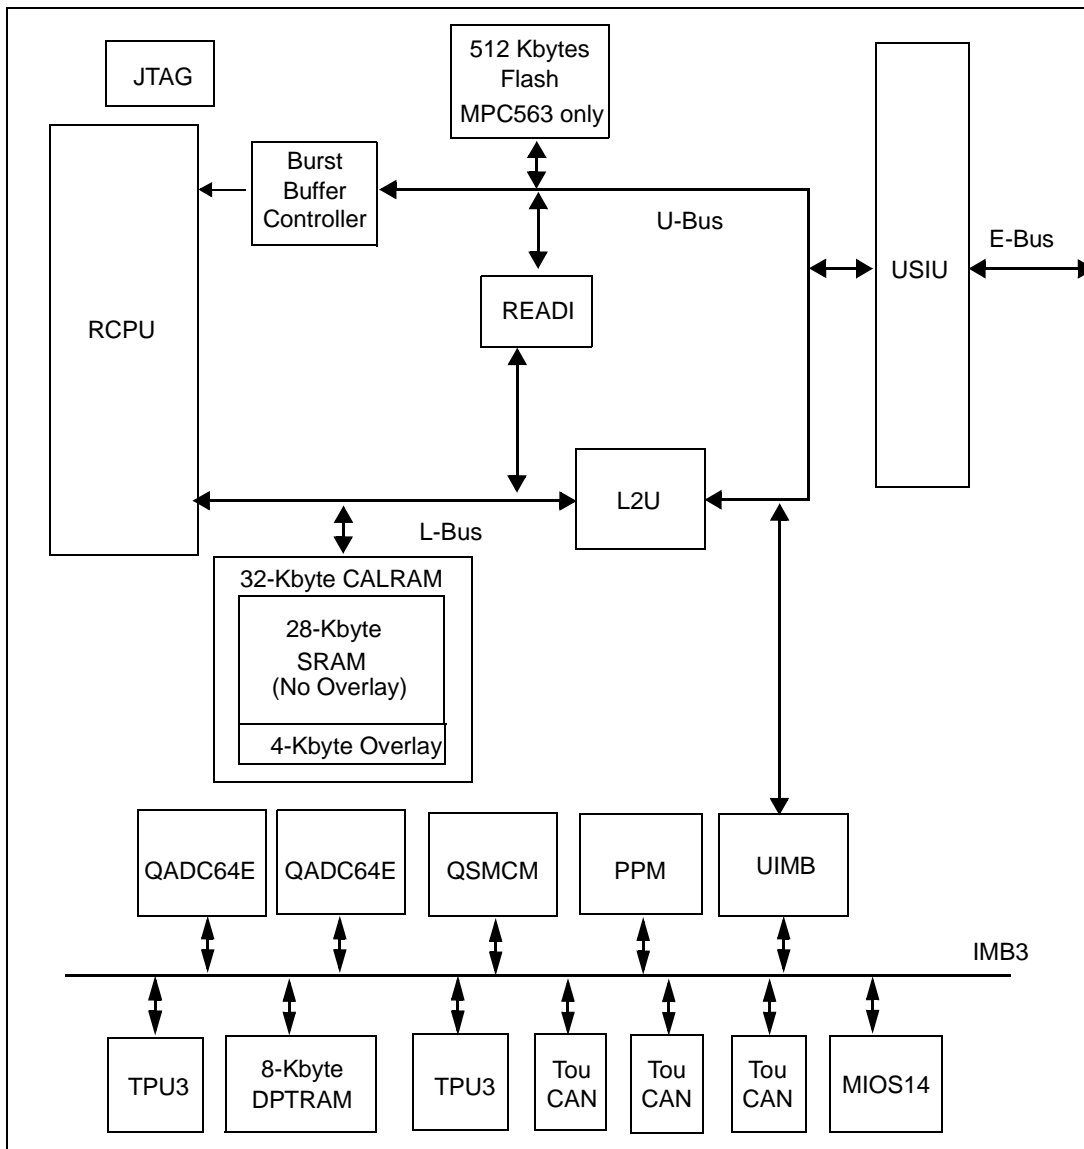 JTAG
512 Kbytes
Flash
MPC563 only
Burst
Buffer
Controller
U-Bus
E-Bus
USIU
READI
RCPU
L2U
L-Bus
32-Kbyte CALRAM
28-Kbyte
SRAM
(No Overlay)
4-Kbyte Overlay
QADC64E
QADC64E
QSMCM
PPM
UIMB
IMB3
TPU3
8-Kbyte
DPTRAM
TPU3
Tou
CAN
Tou
CAN
Tou
CAN
MIOS14